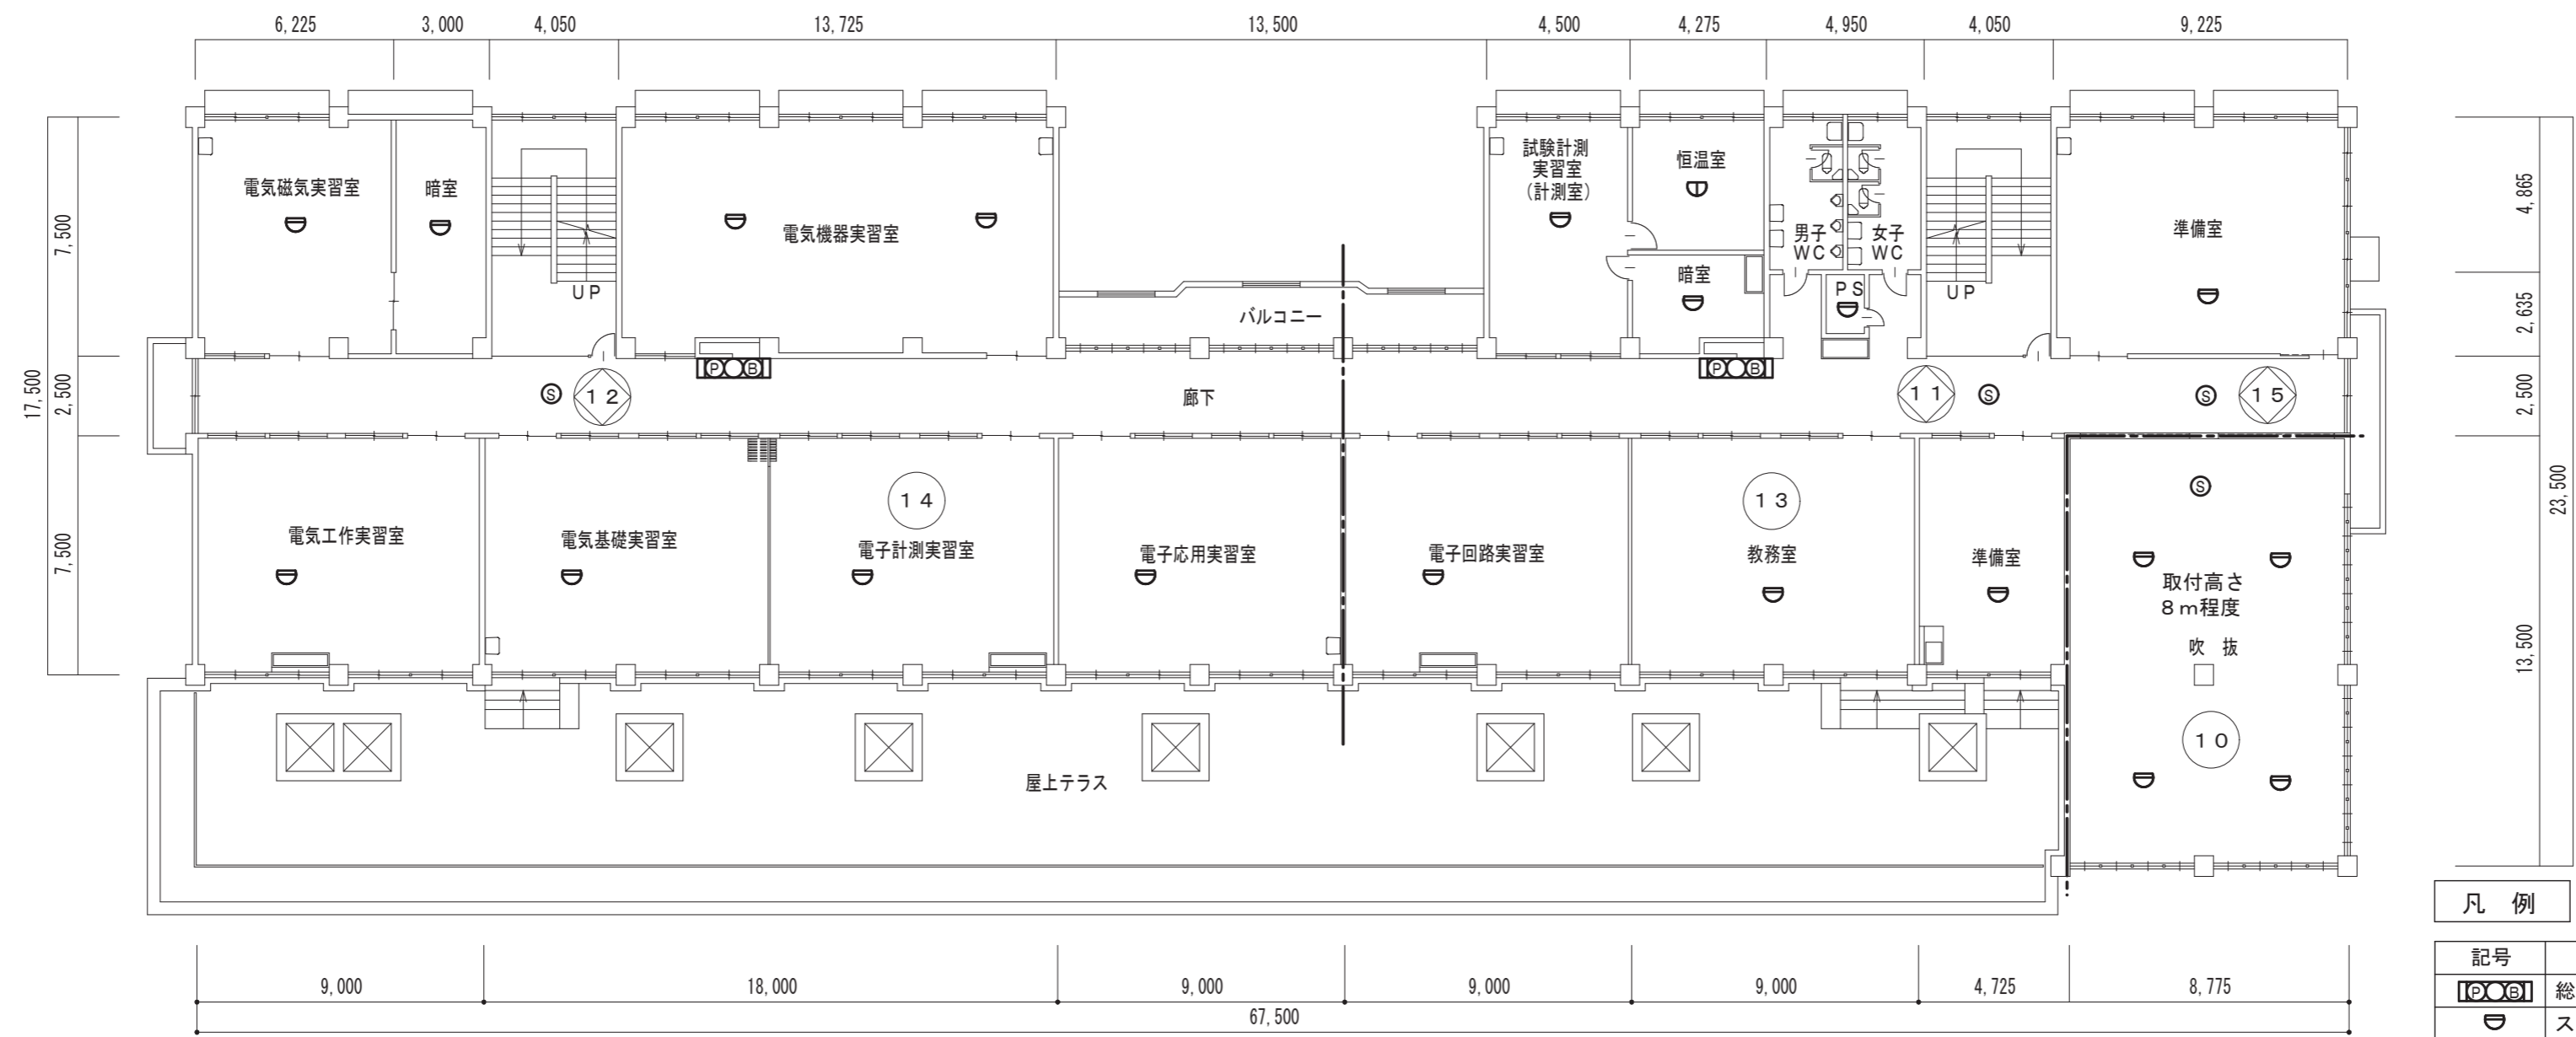 6,225 3,000 4,050 13,725 13,500 4,500 4,275 4,950 4,050 9,225
電気磁気実習室
暗室
UP
電気機器実習室
バルコニー
試験計測
実習室
(計測室)
恒温室
暗室
男子
WC
女子
WC
PS
UP
準備室
7,500
2,500
7,500
17,500
4,865
2,635
2,500
13,500
23,500
P B
P B
S
12
廊下
11
S
S
15
電気工作実習室
電気基礎実習室
14
電子計測実習室
電子応用実習室
電子回路実習室
13
教務室
準備室
S
取付高さ
8m程度
吹 抜
10
屋上テラス
9,000 18,000 9,000 9,000 9,000 4,725 8,775
67,500
凡 例
記号
P B 総
ス